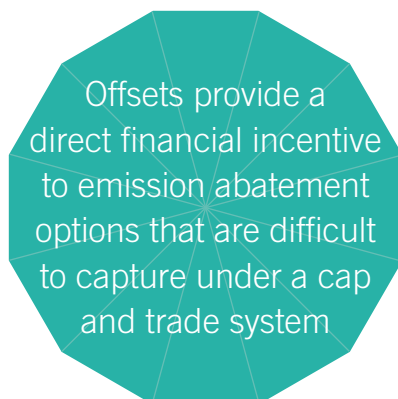 Offsets provide a
direct financial incentive
to emission abatement
options that are difficult
to capture under a cap
and trade system